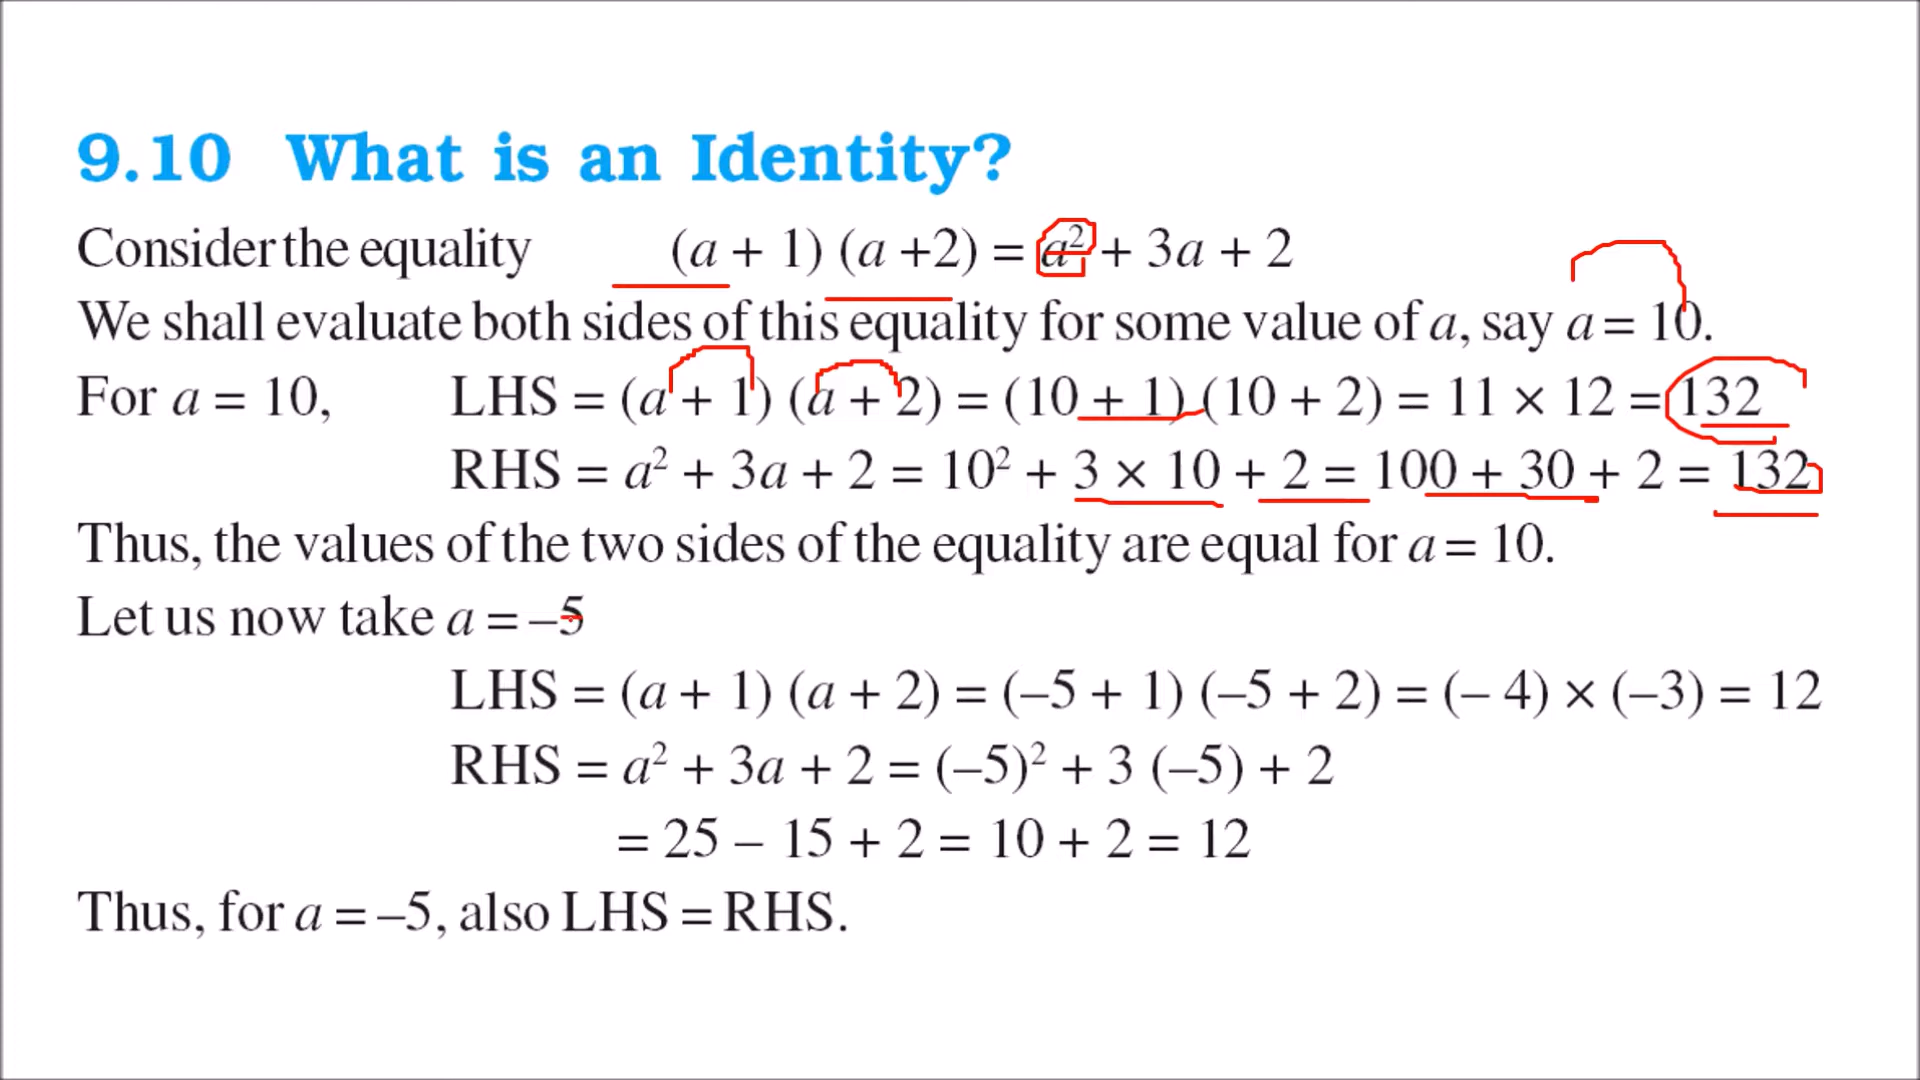 9.10 What is an Identity?
Consider the equality (a + 1) (a +2) = a² + 3a + 2
We shall evaluate both sides of this equality for some value of a, say a = 10.
For a = 10, LHS = (a + 1) (a + 2) = (10 + 1) (10 + 2) = 11 × 12 = 132
RHS = a² + 3a + 2 = 10² + 3 × 10 + 2 = 100 + 30 + 2 = 132
Thus, the values of the two sides of the equality are equal for a = 10.
Let us now take a = –5
LHS = (a + 1) (a + 2) = (–5 + 1) (–5 + 2) = (– 4) × (–3) = 12
RHS = a² + 3a + 2 = (–5)² + 3 (–5) + 2
= 25 – 15 + 2 = 10 + 2 = 12
Thus, for a = –5, also LHS = RHS.